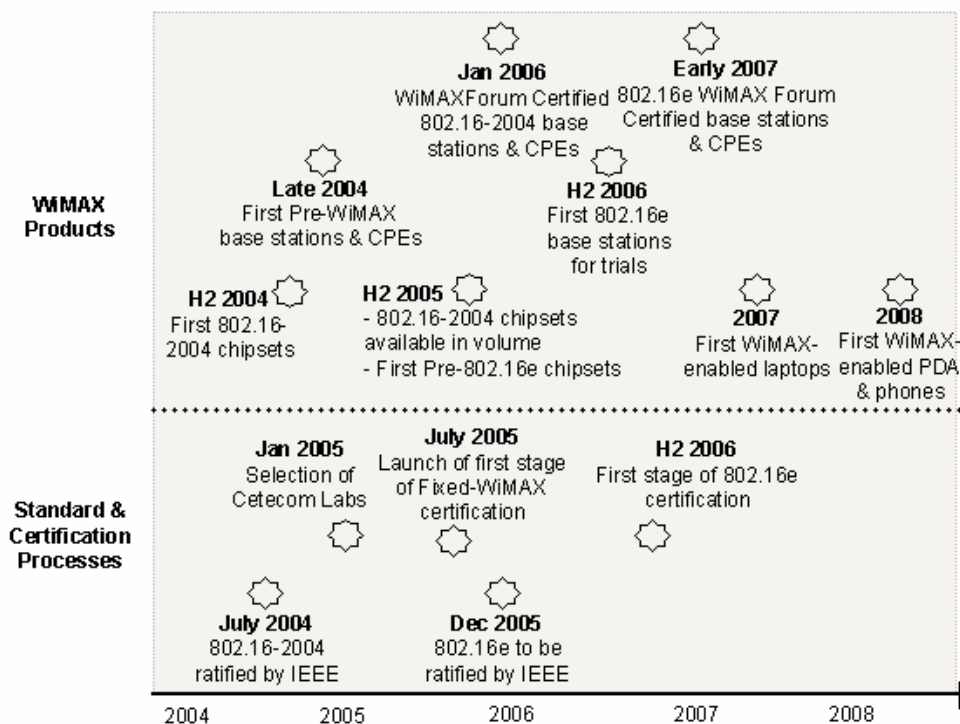 WiMAX
Products
Jan 2006
WiMAXForum Certified
802.16-2004 base
stations & CPEs
Early 2007
802.16e WiMAX Forum
Certified base stations
& CPEs
Late 2004
First Pre-WiMAX
base stations & CPEs
H2 2006
First 802.16e
base stations
for trials
H2 2004
First 802.16-
2004 chipsets
H2 2005
- 802.16-2004 chipsets
available in volume
- First Pre-802.16e chipsets
2007
First WiMAX-
enabled laptops
2008
First WiMAX-
enabled PDA
& phones
Standard &
Certification
Processes
Jan 2005
Selection of
Cetecom Labs
July 2005
Launch of first stage
of Fixed-WiMAX
certification
H2 2006
First stage of 802.16e
certification
July 2004
802.16-2004
ratified by IEEE
Dec 2005
802.16e to be
ratified by IEEE
2004
2005
2006
2007
2008